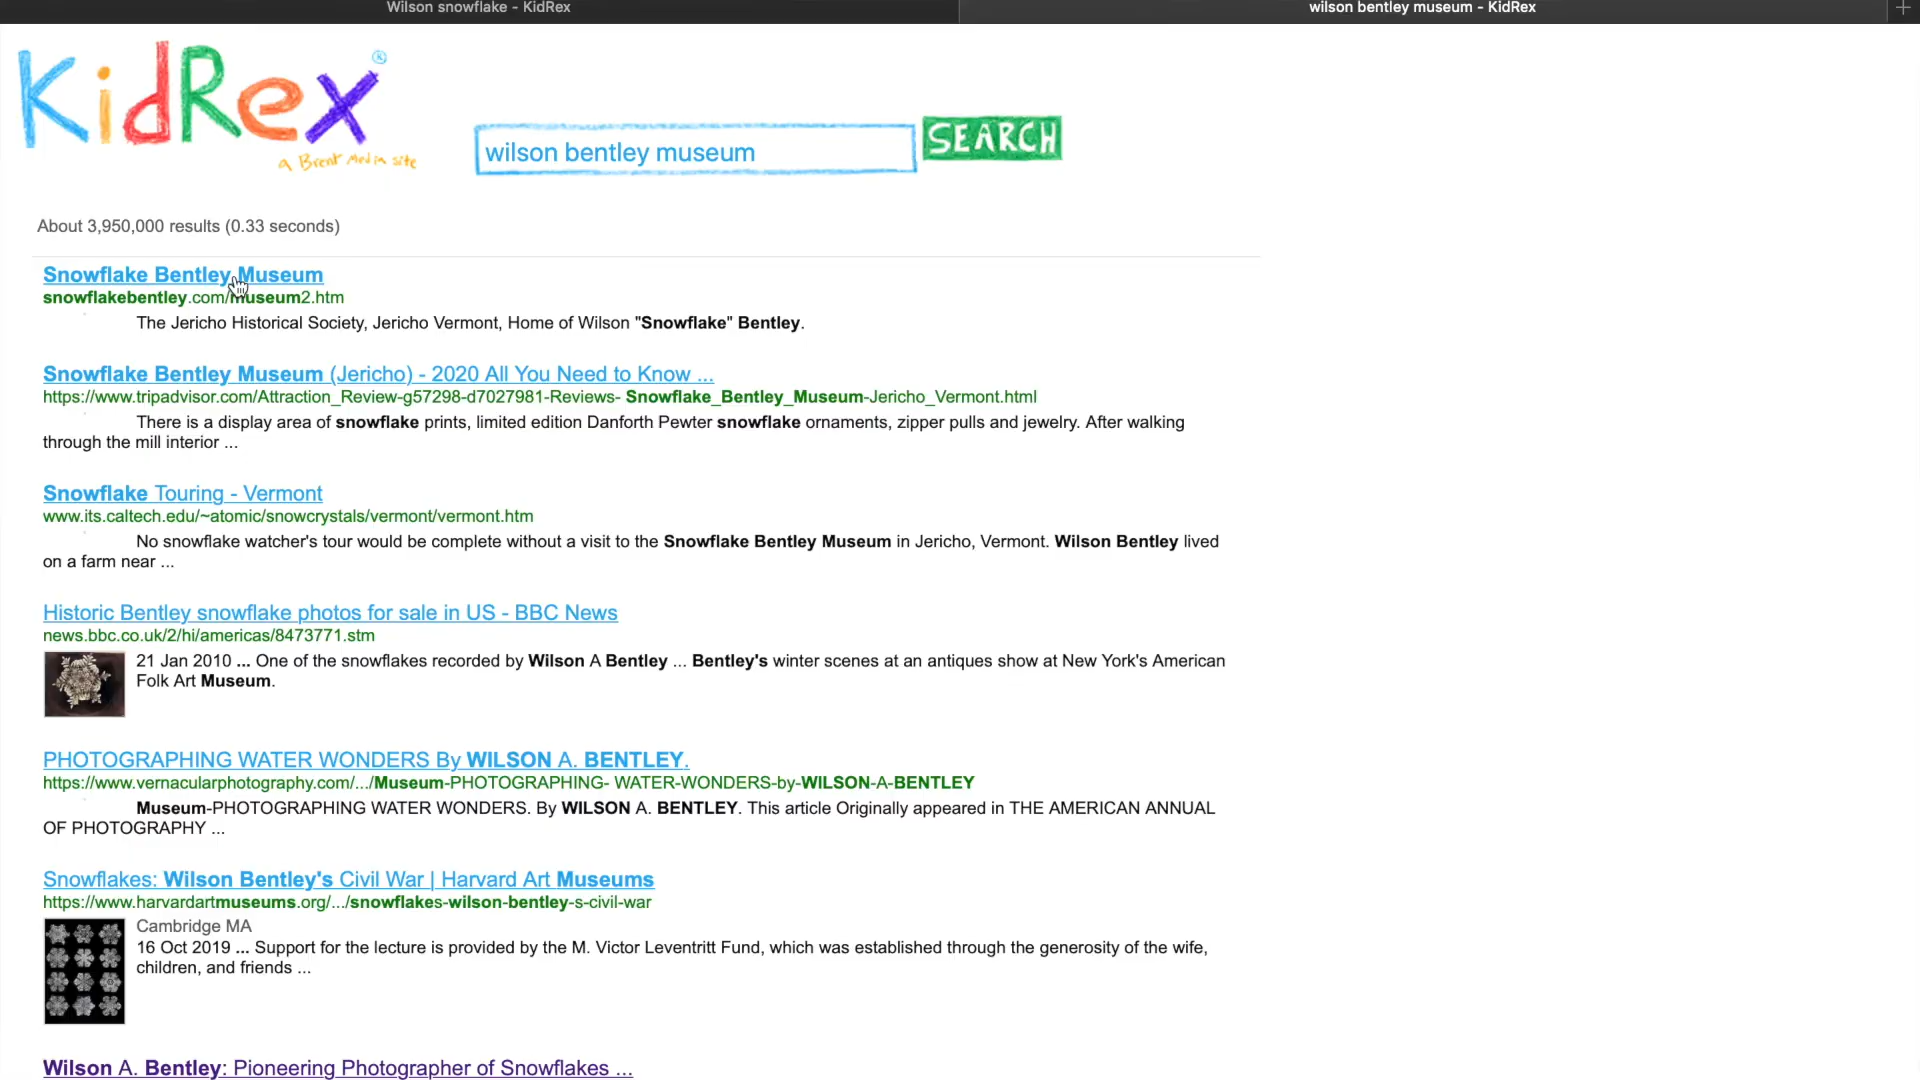 Wilson snowflake - KidRex
wilson bentley museum - KidRex
KidRex®
a Brent Media site
wilson bentley museum
SEARCH
About 3,950,000 results (0.33 seconds)
Snowflake Bentley Museum
snowflakebentley.com/museum2.htm
The Jericho Historical Society, Jericho Vermont, Home of Wilson "Snowflake" Bentley.
Snowflake Bentley Museum (Jericho) - 2020 All You Need to Know ...
https://www.tripadvisor.com/Attraction_Review-g57298-d7027981-Reviews- Snowflake_Bentley_Museum-Jericho_Vermont.html
There is a display area of snowflake prints, limited edition Danforth Pewter snowflake ornaments, zipper pulls and jewelry. After walking
through the mill interior ...
Snowflake Touring - Vermont
www.its.caltech.edu/~atomic/snowcrystals/vermont/vermont.htm
No snowflake watcher's tour would be complete without a visit to the Snowflake Bentley Museum in Jericho, Vermont. Wilson Bentley lived
on a farm near ...
Historic Bentley snowflake photos for sale in US - BBC News
news.bbc.co.uk/2/hi/americas/8473771.stm
21 Jan 2010 ... One of the snowflakes recorded by Wilson A Bentley ... Bentley's winter scenes at an antiques show at New York's American
Folk Art Museum.
PHOTOGRAPHING WATER WONDERS By WILSON A. BENTLEY.
https://www.vernacularphotography.com/.../Museum-PHOTOGRAPHING- WATER-WONDERS-by-WILSON-A-BENTLEY
Museum-PHOTOGRAPHING WATER WONDERS. By WILSON A. BENTLEY. This article Originally appeared in THE AMERICAN ANNUAL
OF PHOTOGRAPHY ...
Snowflakes: Wilson Bentley's Civil War | Harvard Art Museums
https://www.harvardartmuseums.org/.../snowflakes-wilson-bentley-s-civil-war
Cambridge MA
16 Oct 2019 ... Support for the lecture is provided by the M. Victor Leventritt Fund, which was established through the generosity of the wife,
children, and friends ...
Wilson A. Bentley: Pioneering Photographer of Snowflakes ...